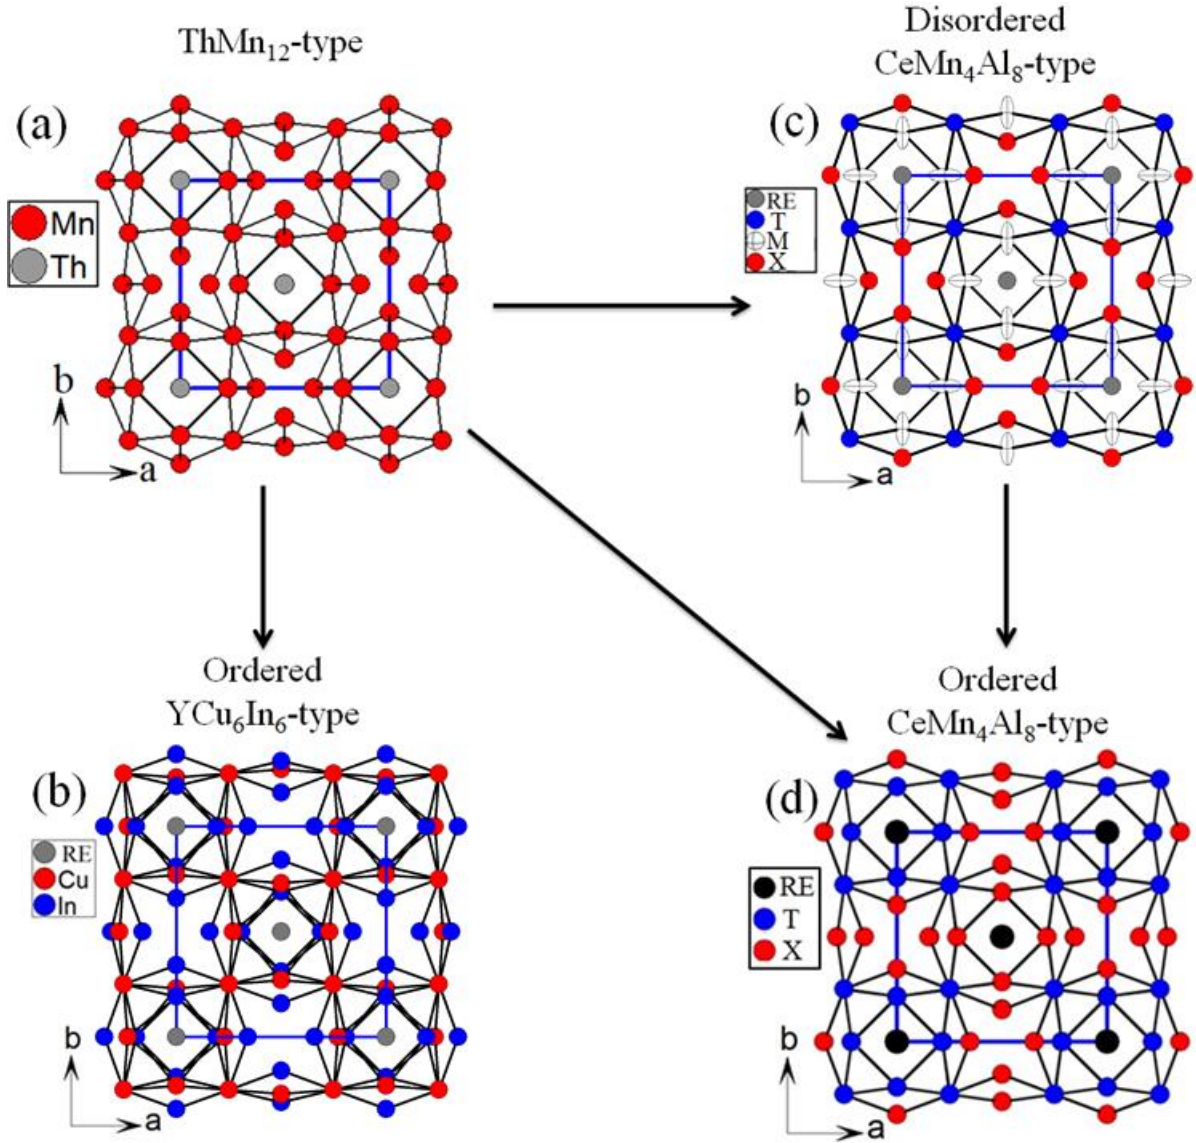 ThMn₁₂-type
(a)
Mn
Th
b
a
Disordered
CeMn₄Al₈-type
(c)
RE
T
M
X
b
a
Ordered
YCu₆In₆-type
(b)
RE
Cu
In
b
a
Ordered
CeMn₄Al₈-type
(d)
RE
T
X
b
a